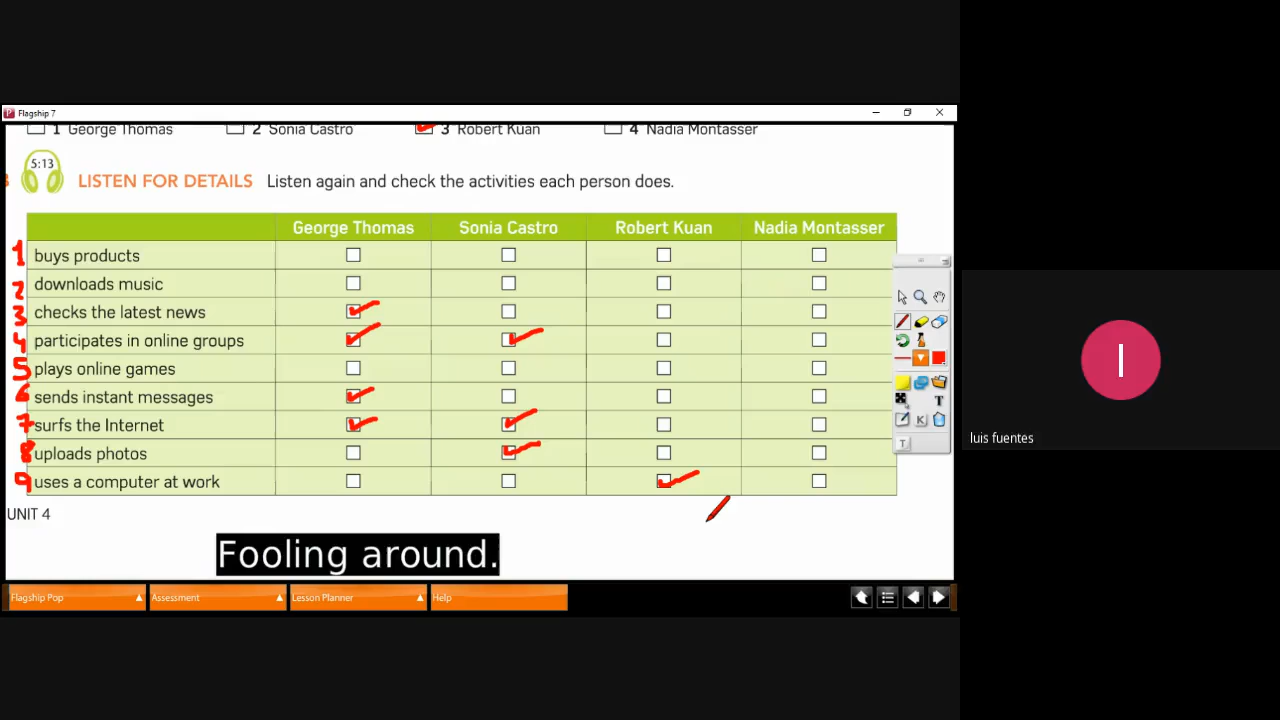 Flagship 7
1 George Thomas 2 Sonia Castro 3 Robert Kuan 4 Nadia Montasser
5:13
LISTEN FOR DETAILS Listen again and check the activities each person does.
George Thomas Sonia Castro Robert Kuan Nadia Montasser
1 buys products
2 downloads music
3 checks the latest news
4 participates in online groups
5 plays online games
6 sends instant messages
7 surfs the Internet
8 uploads photos
9 uses a computer at work
UNIT 4
Fooling around.
Flagship Pop Assessment Lesson Planner Help
T
K
T
I
luis fuentes